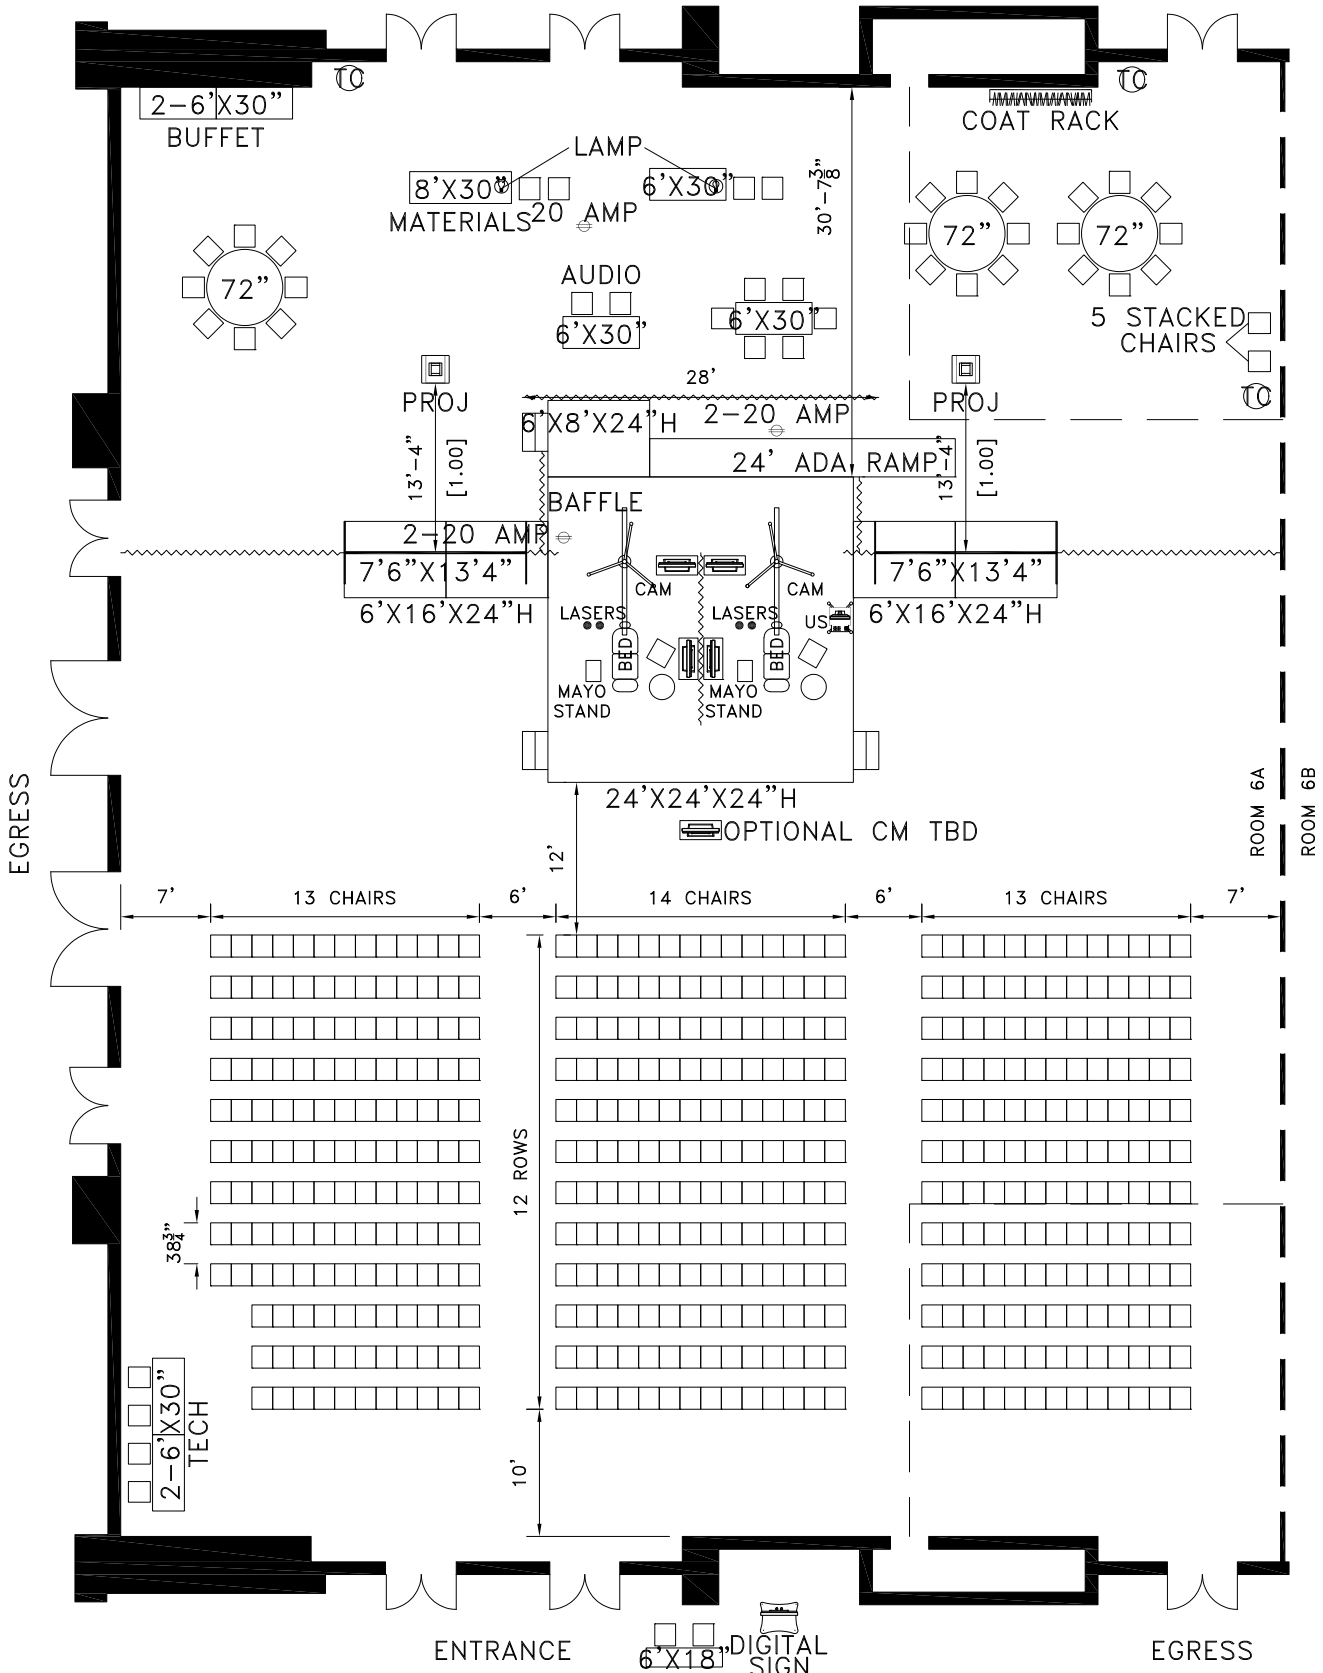 TC
TC
2-6'X30"
BUFFET
COAT RACK
LAMP
8'X30"
6'X30"
MATERIALS
20 AMP
30'-7 3/8"
72"
72"
72"
AUDIO
6'X30"
6'X30"
5 STACKED
CHAIRS
TC
28'
PROJ
PROJ
6'X8'X24"H
2-20 AMP
13'-4"
[1.00]
24' ADA RAMP
13'-4"
[1.00]
BAFFLE
2-20 AMP
7'6"X13'4"
7'6"X13'4"
CAM
CAM
6'X16'X24"H
LASERS
LASERS
US
6'X16'X24"H
BED
BED
MAYO
STAND
MAYO
STAND
EGRESS
24'X24'X24"H
OPTIONAL CM TBD
ROOM 6A
ROOM 6B
12'
7'
13 CHAIRS
6'
14 CHAIRS
6'
13 CHAIRS
7'
12 ROWS
38 3/4"
2-6'X30"
TECH
10'
ENTRANCE
6'X18"
DIGITAL
SIGN
EGRESS